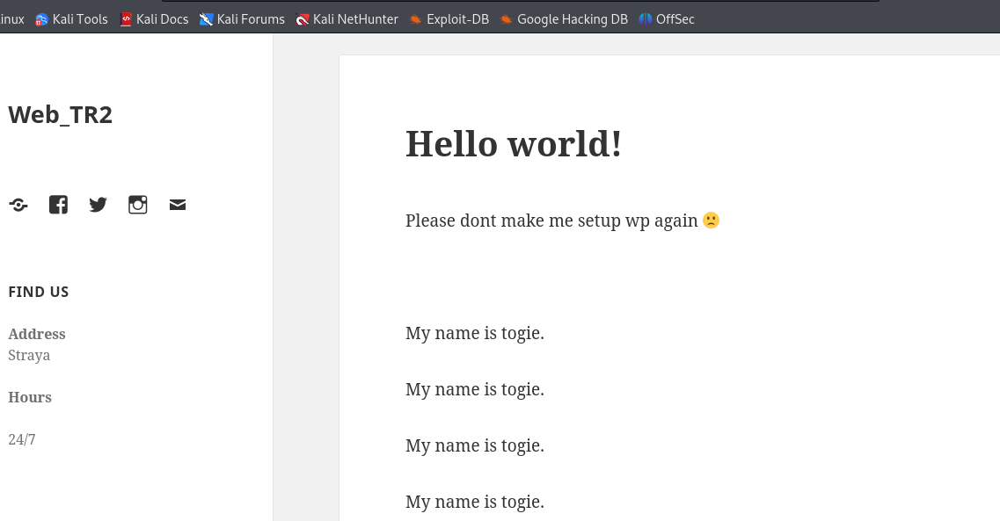 inux Kali Tools Kali Docs Kali Forums Kali NetHunter Exploit-DB Google Hacking DB OffSec
Web_TR2
FIND US
Address
Straya
Hours
24/7
Hello world!
Please dont make me setup wp again 🙁
My name is togie.
My name is togie.
My name is togie.
My name is togie.